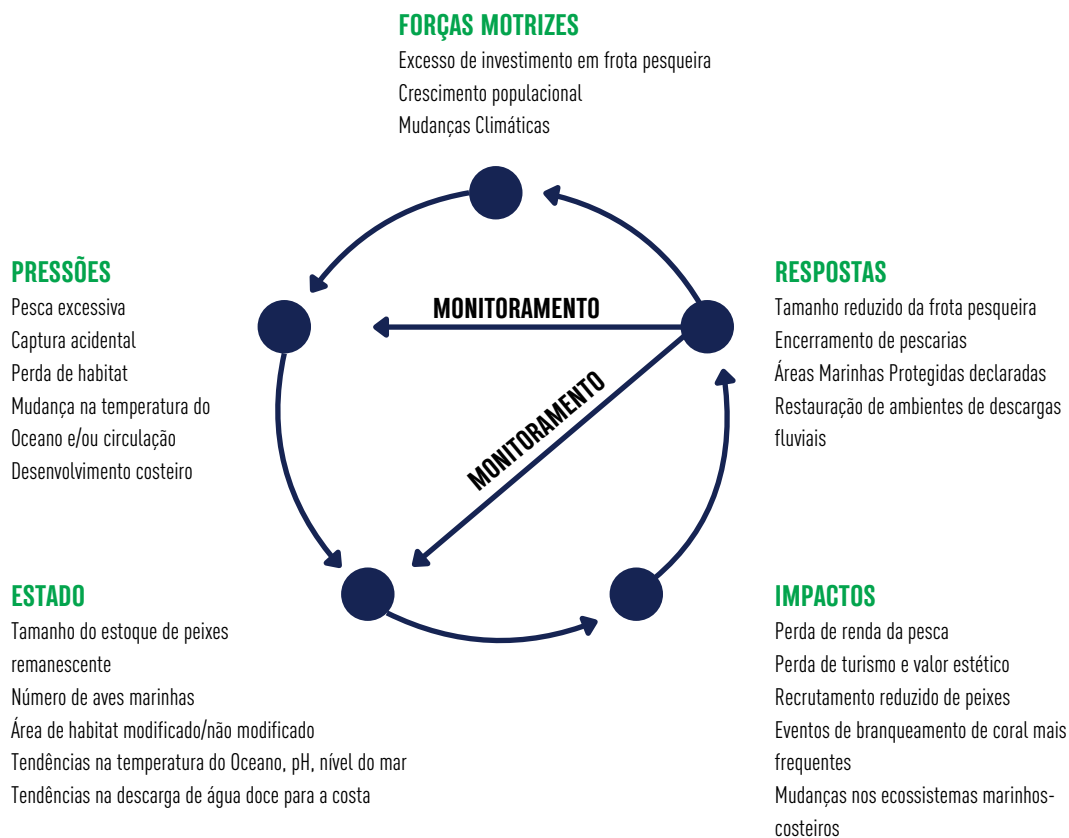 FORÇAS MOTRIZES
Excesso de investimento em frota pesqueira
Crescimento populacional
Mudanças Climáticas
PRESSÕES
Pesca excessiva
Captura acidental
Perda de habitat
Mudança na temperatura do
Oceano e/ou circulação
Desenvolvimento costeiro
MONITORAMENTO
MONITORAMENTO
RESPOSTAS
Tamanho reduzido da frota pesqueira
Encerramento de pescarias
Áreas Marinhas Protegidas declaradas
Restauração de ambientes de descargas
fluviais
ESTADO
Tamanho do estoque de peixes
remanescente
Número de aves marinhas
Área de habitat modificado/não modificado
Tendências na temperatura do Oceano, pH, nível do mar
Tendências na descarga de água doce para a costa
IMPACTOS
Perda de renda da pesca
Perda de turismo e valor estético
Recrutamento reduzido de peixes
Eventos de branqueamento de coral mais
frequentes
Mudanças nos ecossistemas marinhos-
costeiros